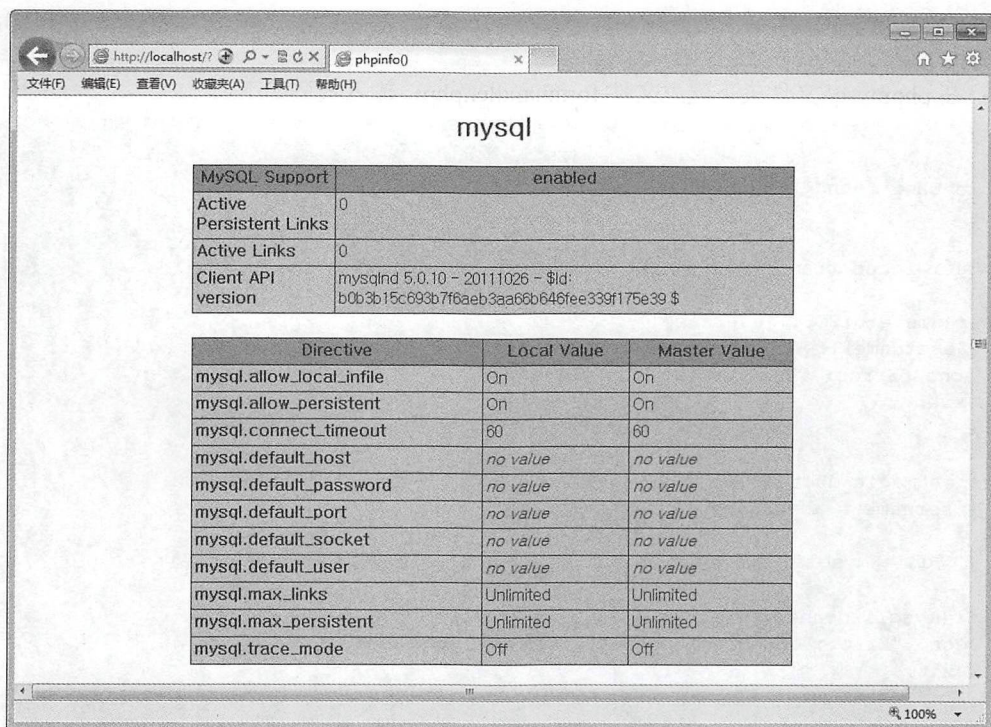 http://localhost/?
phpinfo()
文件(F) 编辑(E) 查看(V) 收藏夹(A) 工具(T) 帮助(H)
mysql
MySQL Support enabled
Active Persistent Links 0
Active Links 0
Client API version mysqlnd 5.0.10 - 20111026 - $Id: b0b3b15c693b7f6aeb3aa66b646fee339f175e39 $
Directive Local Value Master Value
mysql.allow_local_infile On On
mysql.allow_persistent On On
mysql.connect_timeout 60 60
mysql.default_host no value no value
mysql.default_password no value no value
mysql.default_port no value no value
mysql.default_socket no value no value
mysql.default_user no value no value
mysql.max_links Unlimited Unlimited
mysql.max_persistent Unlimited Unlimited
mysql.trace_mode Off Off
100%